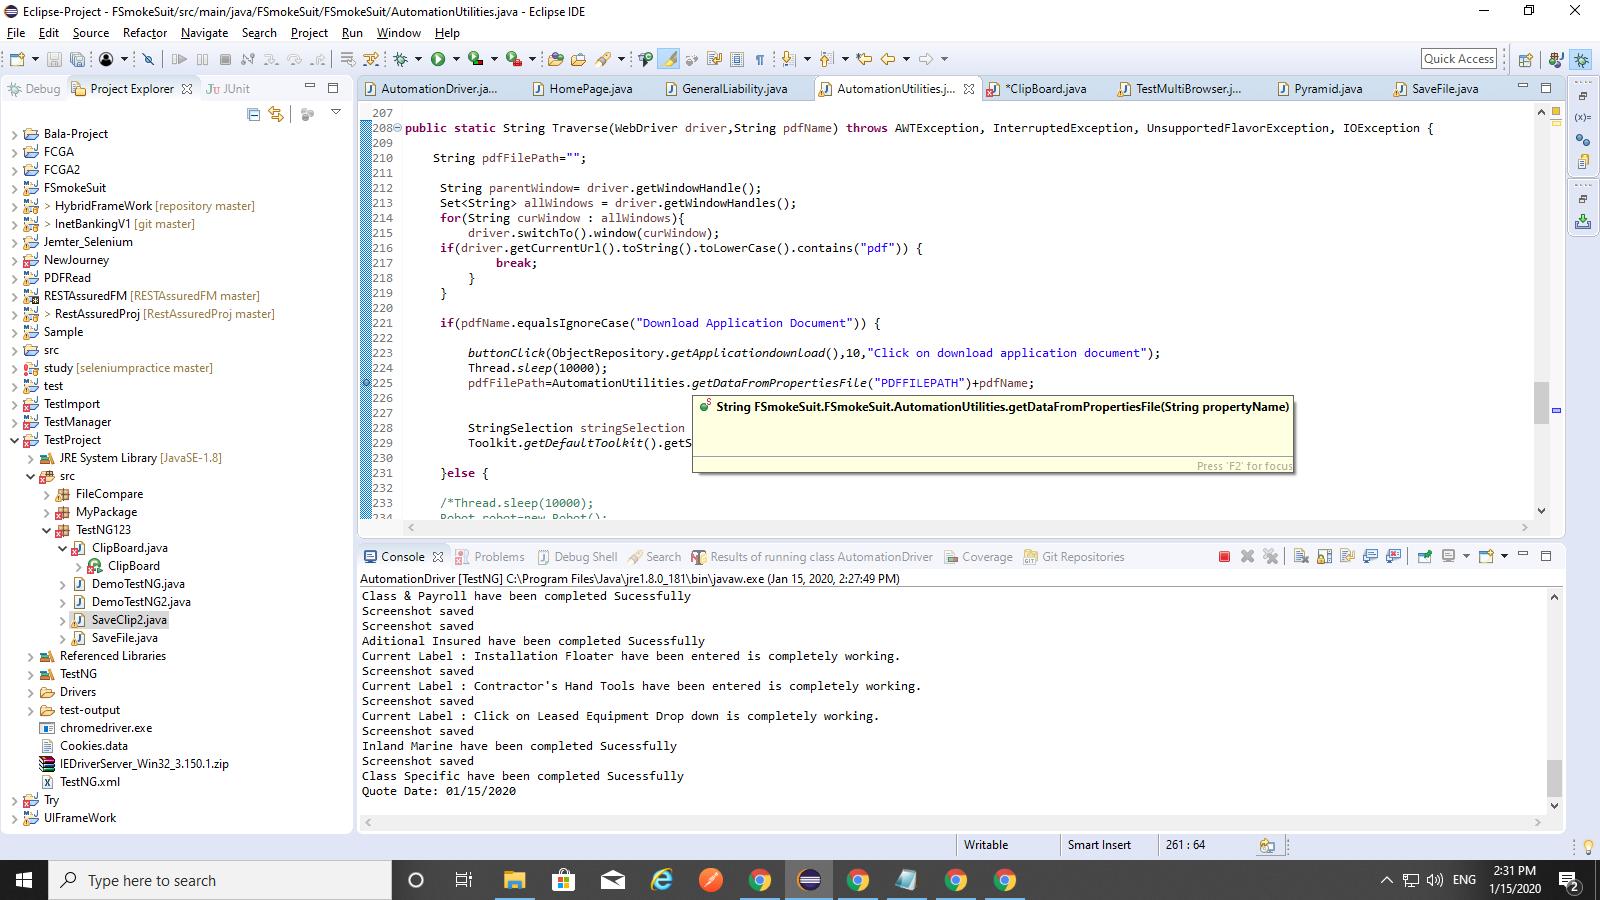 Eclipse-Project - FSmokeSuit/src/main/java/FSmokeSuit/FSmokeSuit/AutomationUtilities.java - Eclipse IDE
File Edit Source Refactor Navigate Search Project Run Window Help
Quick Access
Debug Project Explorer JUnit
AutomationDriver.ja... HomePage.java GeneralLiability.java AutomationUtilities.j... *ClipBoard.java TestMultiBrowser.j... Pyramid.java SaveFile.java
Bala-Project
FCGA
FCGA2
FSmokeSuit
> HybridFrameWork [repository master]
> InetBankingV1 [git master]
Jemter_Selenium
NewJourney
PDFRead
RESTAssuredFM [RESTAssuredFM master]
> RestAssuredProj [RestAssuredProj master]
Sample
src
study [seleniumpractice master]
test
TestImport
TestManager
TestProject
JRE System Library [JavaSE-1.8]
src
FileCompare
MyPackage
TestNG123
ClipBoard.java
ClipBoard
DemoTestNG.java
DemoTestNG2.java
SaveClip2.java
SaveFile.java
Referenced Libraries
TestNG
Drivers
test-output
chromedriver.exe
Cookies.data
IEDriverServer_Win32_3.150.1.zip
TestNG.xml
Try
UIFrameWork
207
208 public static String Traverse(WebDriver driver,String pdfName) throws AWTException, InterruptedException, UnsupportedFlavorException, IOException {
209
210 String pdfFilePath="";
211
212 String parentWindow= driver.getWindowHandle();
213 Set<String> allWindows = driver.getWindowHandles();
214 for(String curWindow : allWindows){
215 driver.switchTo().window(curWindow);
216 if(driver.getCurrentUrl().toString().toLowerCase().contains("pdf")) {
217 break;
218 }
219 }
220
221 if(pdfName.equalsIgnoreCase("Download Application Document")) {
222
223 buttonClick(ObjectRepository.getApplicationdownload(),10,"Click on download application document");
224 Thread.sleep(10000);
225 pdfFilePath=AutomationUtilities.getDataFromPropertiesFile("PDFFILEPATH")+pdfName;
226
String FSmokeSuit.FSmokeSuit.AutomationUtilities.getDataFromPropertiesFile(String propertyName)
Press 'F2' for focus
227
228 StringSelection stringSelection
229 Toolkit.getDefaultToolkit().getS
230
231 }else {
232
233 /*Thread.sleep(10000);
234 Robot robot=new Robot();
Console Problems Debug Shell Search Results of running class AutomationDriver Coverage Git Repositories
AutomationDriver [TestNG] C:\Program Files\Java\jre1.8.0_181\bin\javaw.exe (Jan 15, 2020, 2:27:49 PM)
Class & Payroll have been completed Sucessfully
Screenshot saved
Screenshot saved
Aditional Insured have been completed Sucessfully
Current Label : Installation Floater have been entered is completely working.
Screenshot saved
Current Label : Contractor's Hand Tools have been entered is completely working.
Screenshot saved
Current Label : Click on Leased Equipment Drop down is completely working.
Screenshot saved
Inland Marine have been completed Sucessfully
Screenshot saved
Class Specific have been completed Sucessfully
Quote Date: 01/15/2020
Writable Smart Insert 261 : 64
Type here to search
ENG
2:31 PM
1/15/2020
2